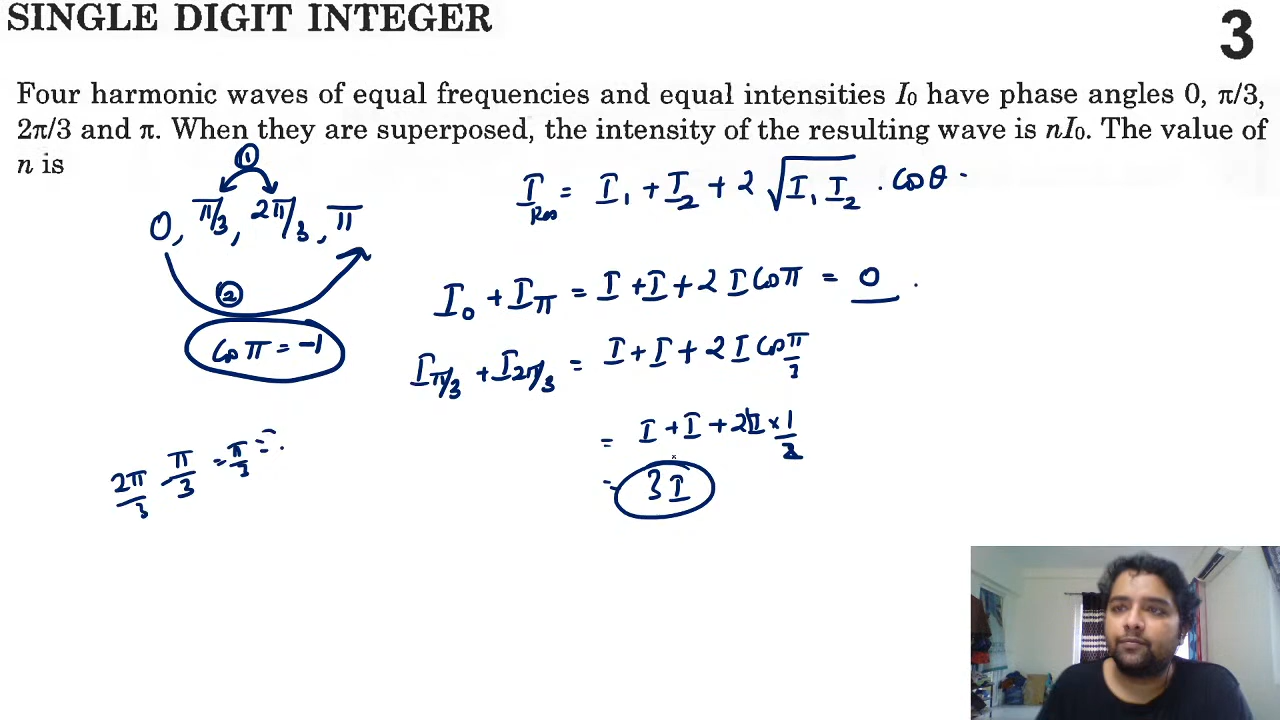 SINGLE DIGIT INTEGER
3
Four harmonic waves of equal frequencies and equal intensities I₀ have phase angles 0, π/3,
2π/3 and π. When they are superposed, the intensity of the resulting wave is nI₀. The value of
n is
①
0, π/3, 2π/3, π
②
cos π = -1
2π/3 - π/3 = π/3 =
I_Res = I₁ + I₂ + 2 √(I₁ I₂) . cos θ
I₀ + I_π = I + I + 2 I cos π = 0
I_π/3 + I_2π/3 = I + I + 2 I cos π/3
= I + I + 2I × 1/2
= 3I